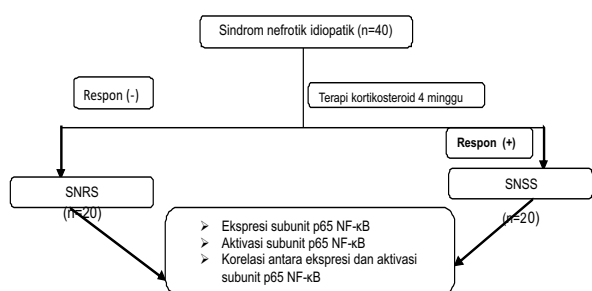 Sindrom nefrotik idiopatik (n=40)
Respon (-)
Terapi kortikosteroid 4 minggu
Respon (+)
SNRS
(n=20)
SNSS
(n=20)
➢ Ekspresi subunit p65 NF-κB
➢ Aktivasi subunit p65 NF-κB
➢ Korelasi antara ekspresi dan aktivasi
subunit p65 NF-κB